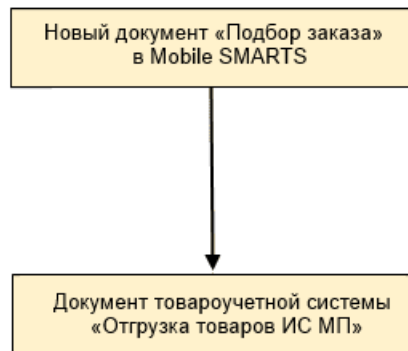 Новый документ «Подбор заказа»
в Mobile SMARTS
Документ товароучетной системы
«Отгрузка товаров ИС МП»